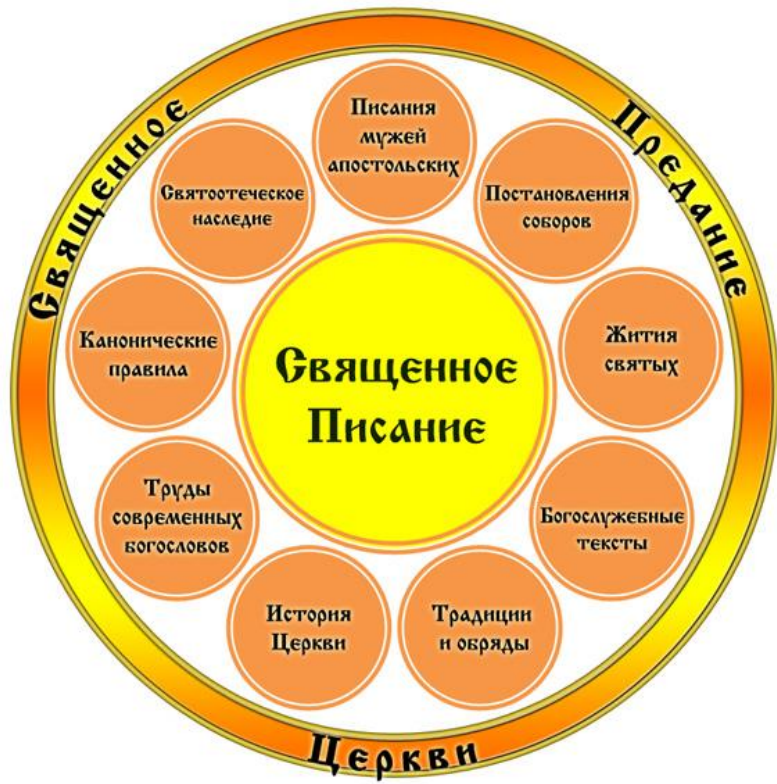 Священное
Предание
Церкви
Писания
мужей
апостольских
Постановления
соборов
Жития
святых
Богослужебные
тексты
Традиции
и обряды
История
Церкви
Труды
современных
богословов
Канонические
правила
Святоотеческое
наследие
Священное
Писание